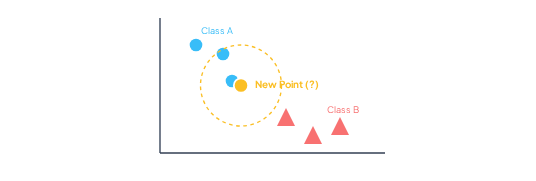 Class A
New Point (?)
Class B